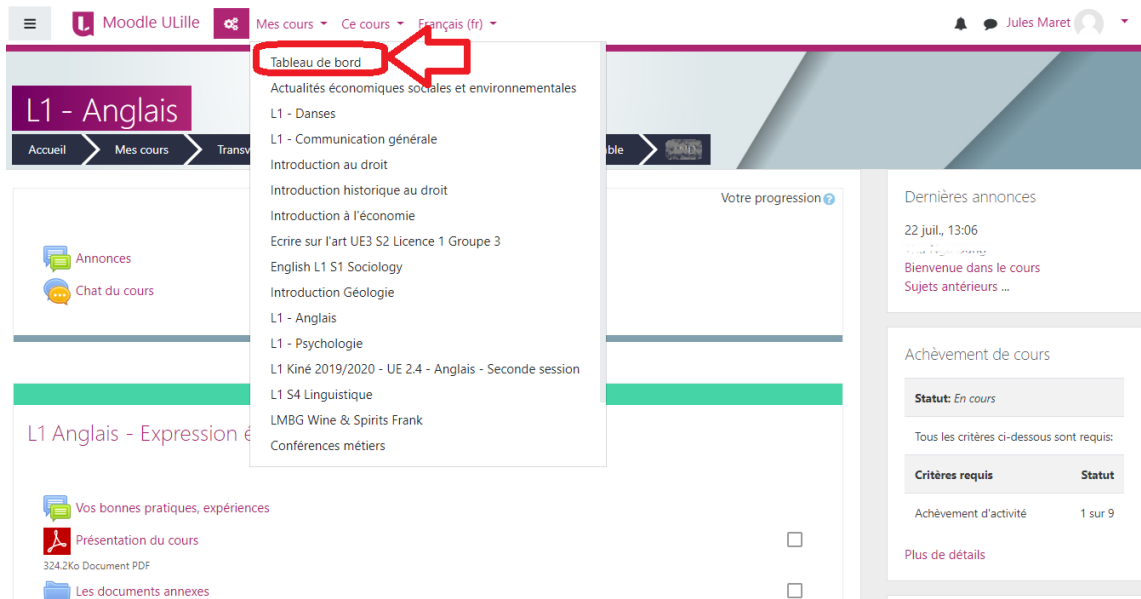 Moodle ULille
Mes cours
Ce cours
Français (fr)
Jules Maret
Tableau de bord
Actualités économiques sociales et environnementales
L1 - Danses
L1 - Communication générale
Introduction au droit
Introduction historique au droit
Introduction à l'économie
Ecrire sur l'art UE3 S2 Licence 1 Groupe 3
English L1 S1 Sociology
Introduction Géologie
L1 - Anglais
L1 - Psychologie
L1 Kiné 2019/2020 - UE 2.4 - Anglais - Seconde session
L1 S4 Linguistique
LMBG Wine & Spirits Frank
Conférences métiers
L1 - Anglais
Accueil
Mes cours
Transv
ble
Votre progression
Annonces
Chat du cours
L1 Anglais - Expression é
Vos bonnes pratiques, expériences
Présentation du cours
324.2Ko Document PDF
Les documents annexes
Dernières annonces
22 juil., 13:06
Bienvenue dans le cours
Sujets antérieurs ...
Achèvement de cours
Statut: En cours
Tous les critères ci-dessous sont requis:
Critères requis Statut
Achèvement d'activité 1 sur 9
Plus de détails